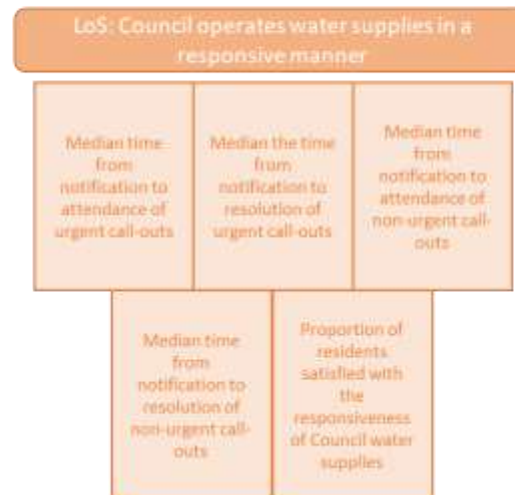 LoS: Council operates water supplies in a
responsive manner
Median time
from
notification to
attendance of
urgent call-outs
Median the time
from
notification to
resolution of
urgent call-outs
Median time
from
notification to
attendance of
non-urgent call-
outs
Median time
from
notification to
resolution of
non-urgent call-
outs
Proportion of
residents
satisfied with
the
responsiveness
of Council water
supplies